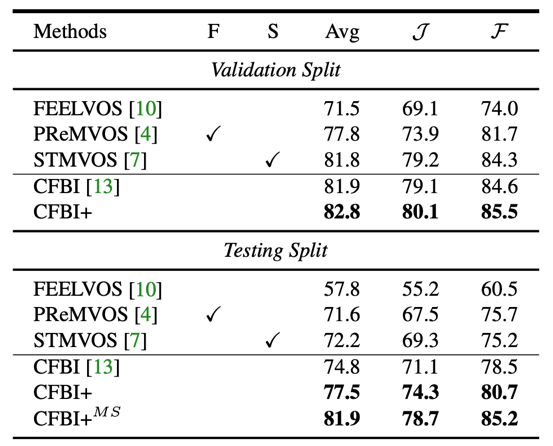 Methods F S Avg 𝒥 ℱ
Validation Split
FEELVOS [10] 71.5 69.1 74.0
PReMVOS [4] ✓ 77.8 73.9 81.7
STMVOS [7] ✓ 81.8 79.2 84.3
CFBI [13] 81.9 79.1 84.6
CFBI+ 82.8 80.1 85.5
Testing Split
FEELVOS [10] 57.8 55.2 60.5
PReMVOS [4] ✓ 71.6 67.5 75.7
STMVOS [7] ✓ 72.2 69.3 75.2
CFBI [13] 74.8 71.1 78.5
CFBI+ 77.5 74.3 80.7
CFBI+^MS 81.9 78.7 85.2